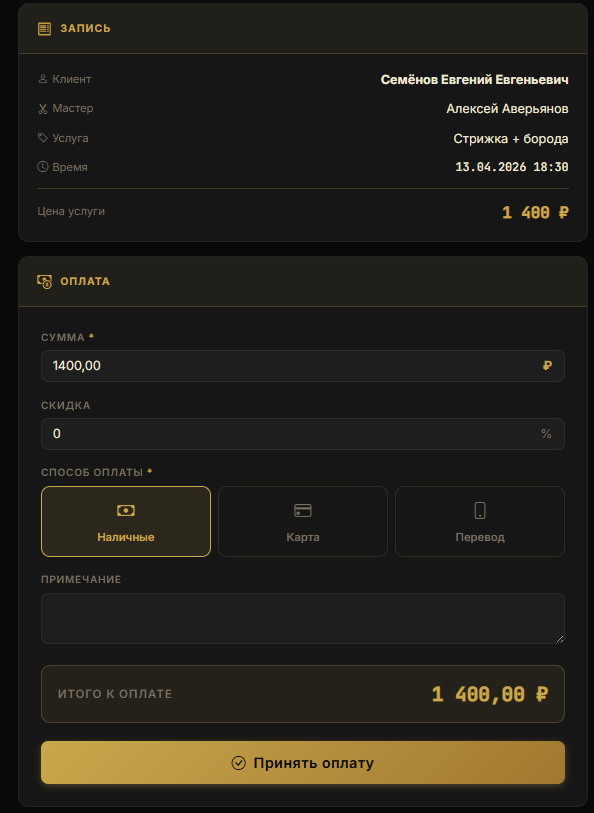 ЗАПИСЬ
Клиент Семёнов Евгений Евгеньевич
Мастер Алексей Аверьянов
Услуга Стрижка + борода
Время 13.04.2026 18:30
Цена услуги 1 400 ₽
ОПЛАТА
СУММА *
1400,00 ₽
СКИДКА
0 %
СПОСОБ ОПЛАТЫ *
Наличные Карта Перевод
ПРИМЕЧАНИЕ
ИТОГО К ОПЛАТЕ 1 400,00 ₽
Принять оплату